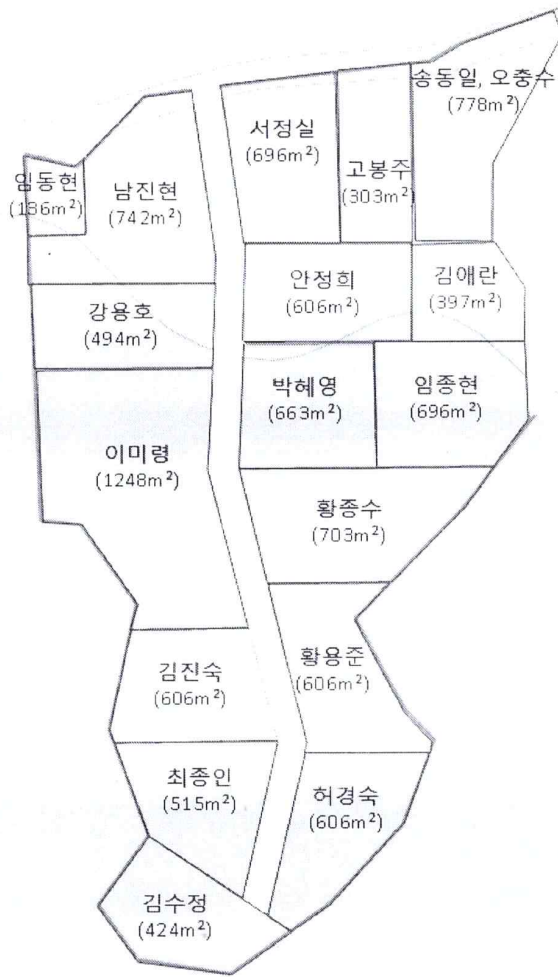 송동일, 오충수
(778m²)
서정실
(696m²)
고봉주
(303m²)
임동현
(136m²)
남진현
(742m²)
안정희
(606m²)
김애란
(397m²)
강용호
(494m²)
박혜영
(663m²)
임종현
(696m²)
이미령
(1248m²)
황종수
(703m²)
김진숙
(606m²)
황용준
(606m²)
최종인
(515m²)
허경숙
(606m²)
김수정
(424m²)